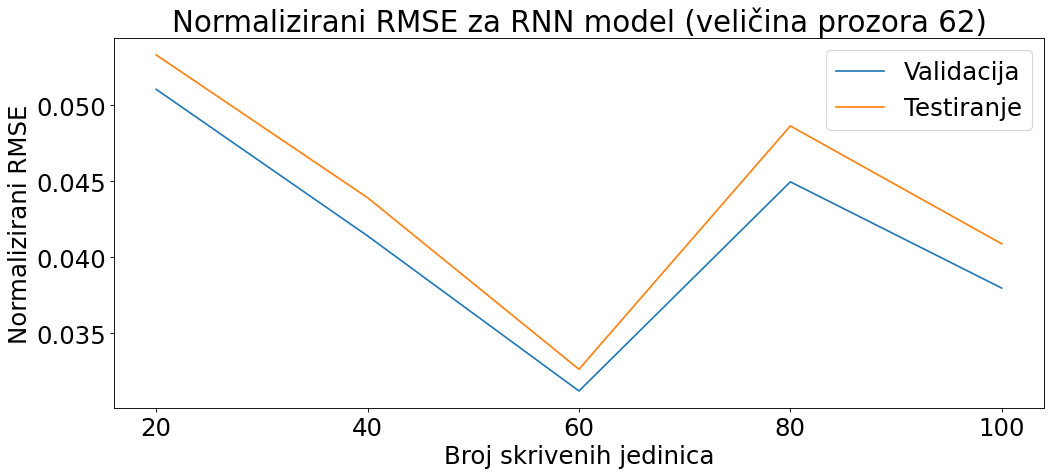 Normalizirani RMSE za RNN model (veličina prozora 62)
Validacija
Testiranje
Normalizirani RMSE
0.050
0.045
0.040
0.035
20 40 60 80 100
Broj skrivenih jedinica